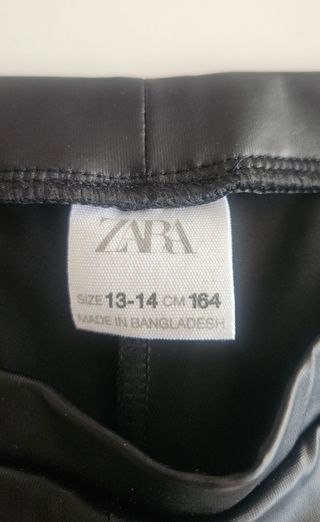 ZARA
SIZE 13-14 CM 164
MADE IN BANGLADESH